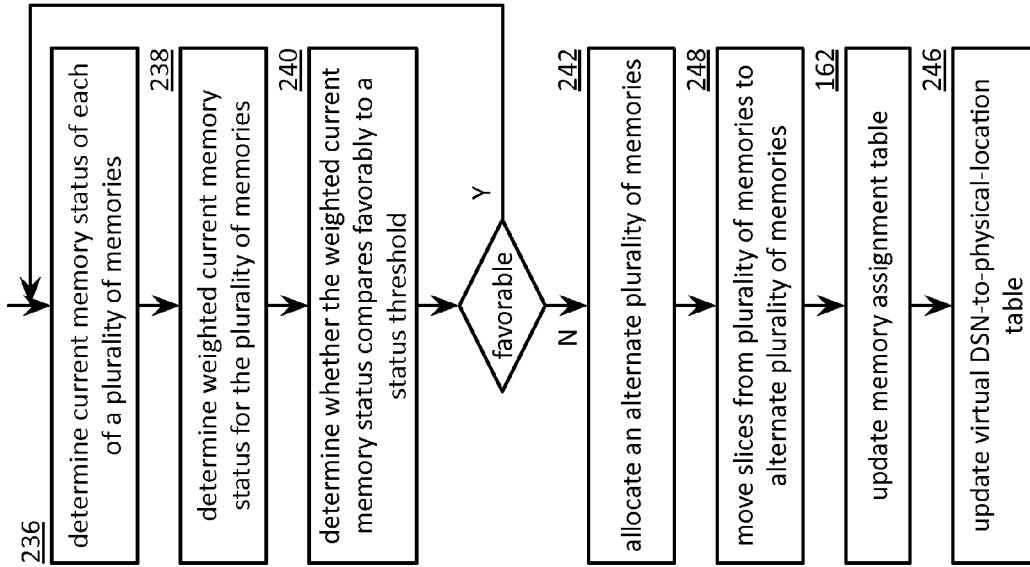 236
determine current memory status of each
of a plurality of memories
238
determine weighted current memory
status for the plurality of memories
240
determine whether the weighted current
memory status compares favorably to a
status threshold
favorable
Y
N
242
allocate an alternate plurality of memories
248
move slices from plurality of memories to
alternate plurality of memories
162
update memory assignment table
246
update virtual DSN-to-physical-location
table